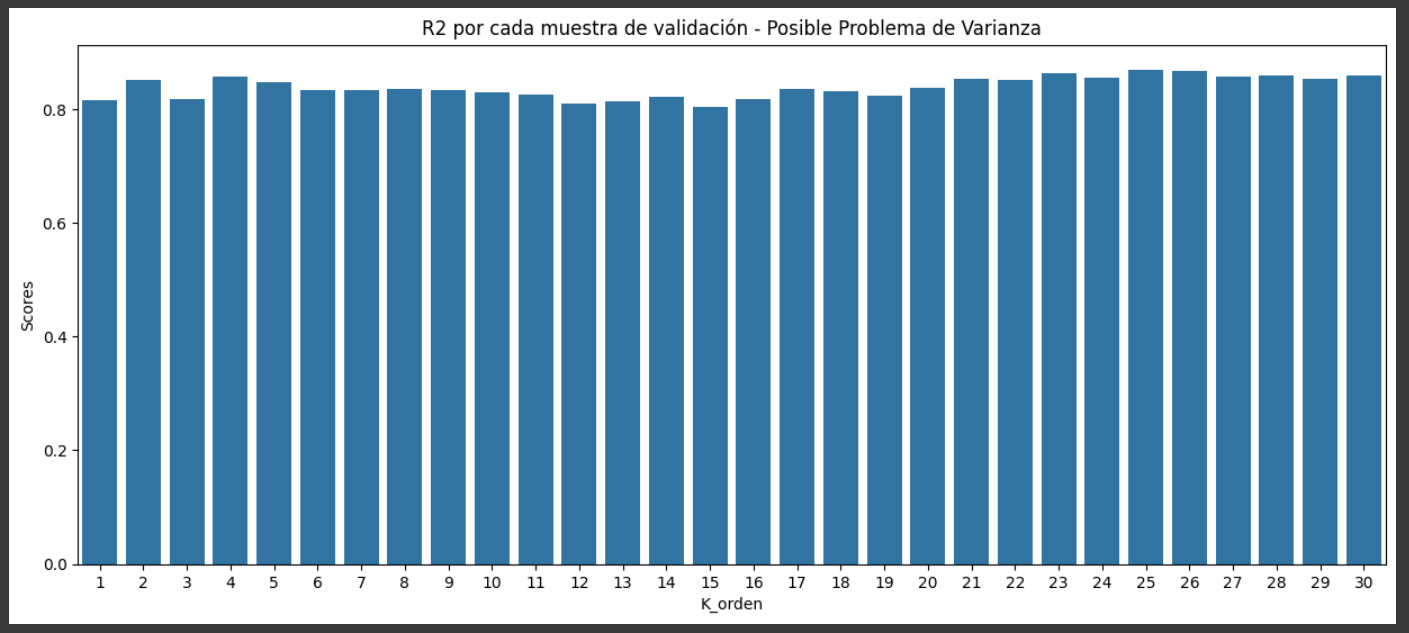 R2 por cada muestra de validación - Posible Problema de Varianza
0.8
0.6
0.4
0.2
0.0
Scores
1 2 3 4 5 6 7 8 9 10 11 12 13 14 15 16 17 18 19 20 21 22 23 24 25 26 27 28 29 30
K_orden